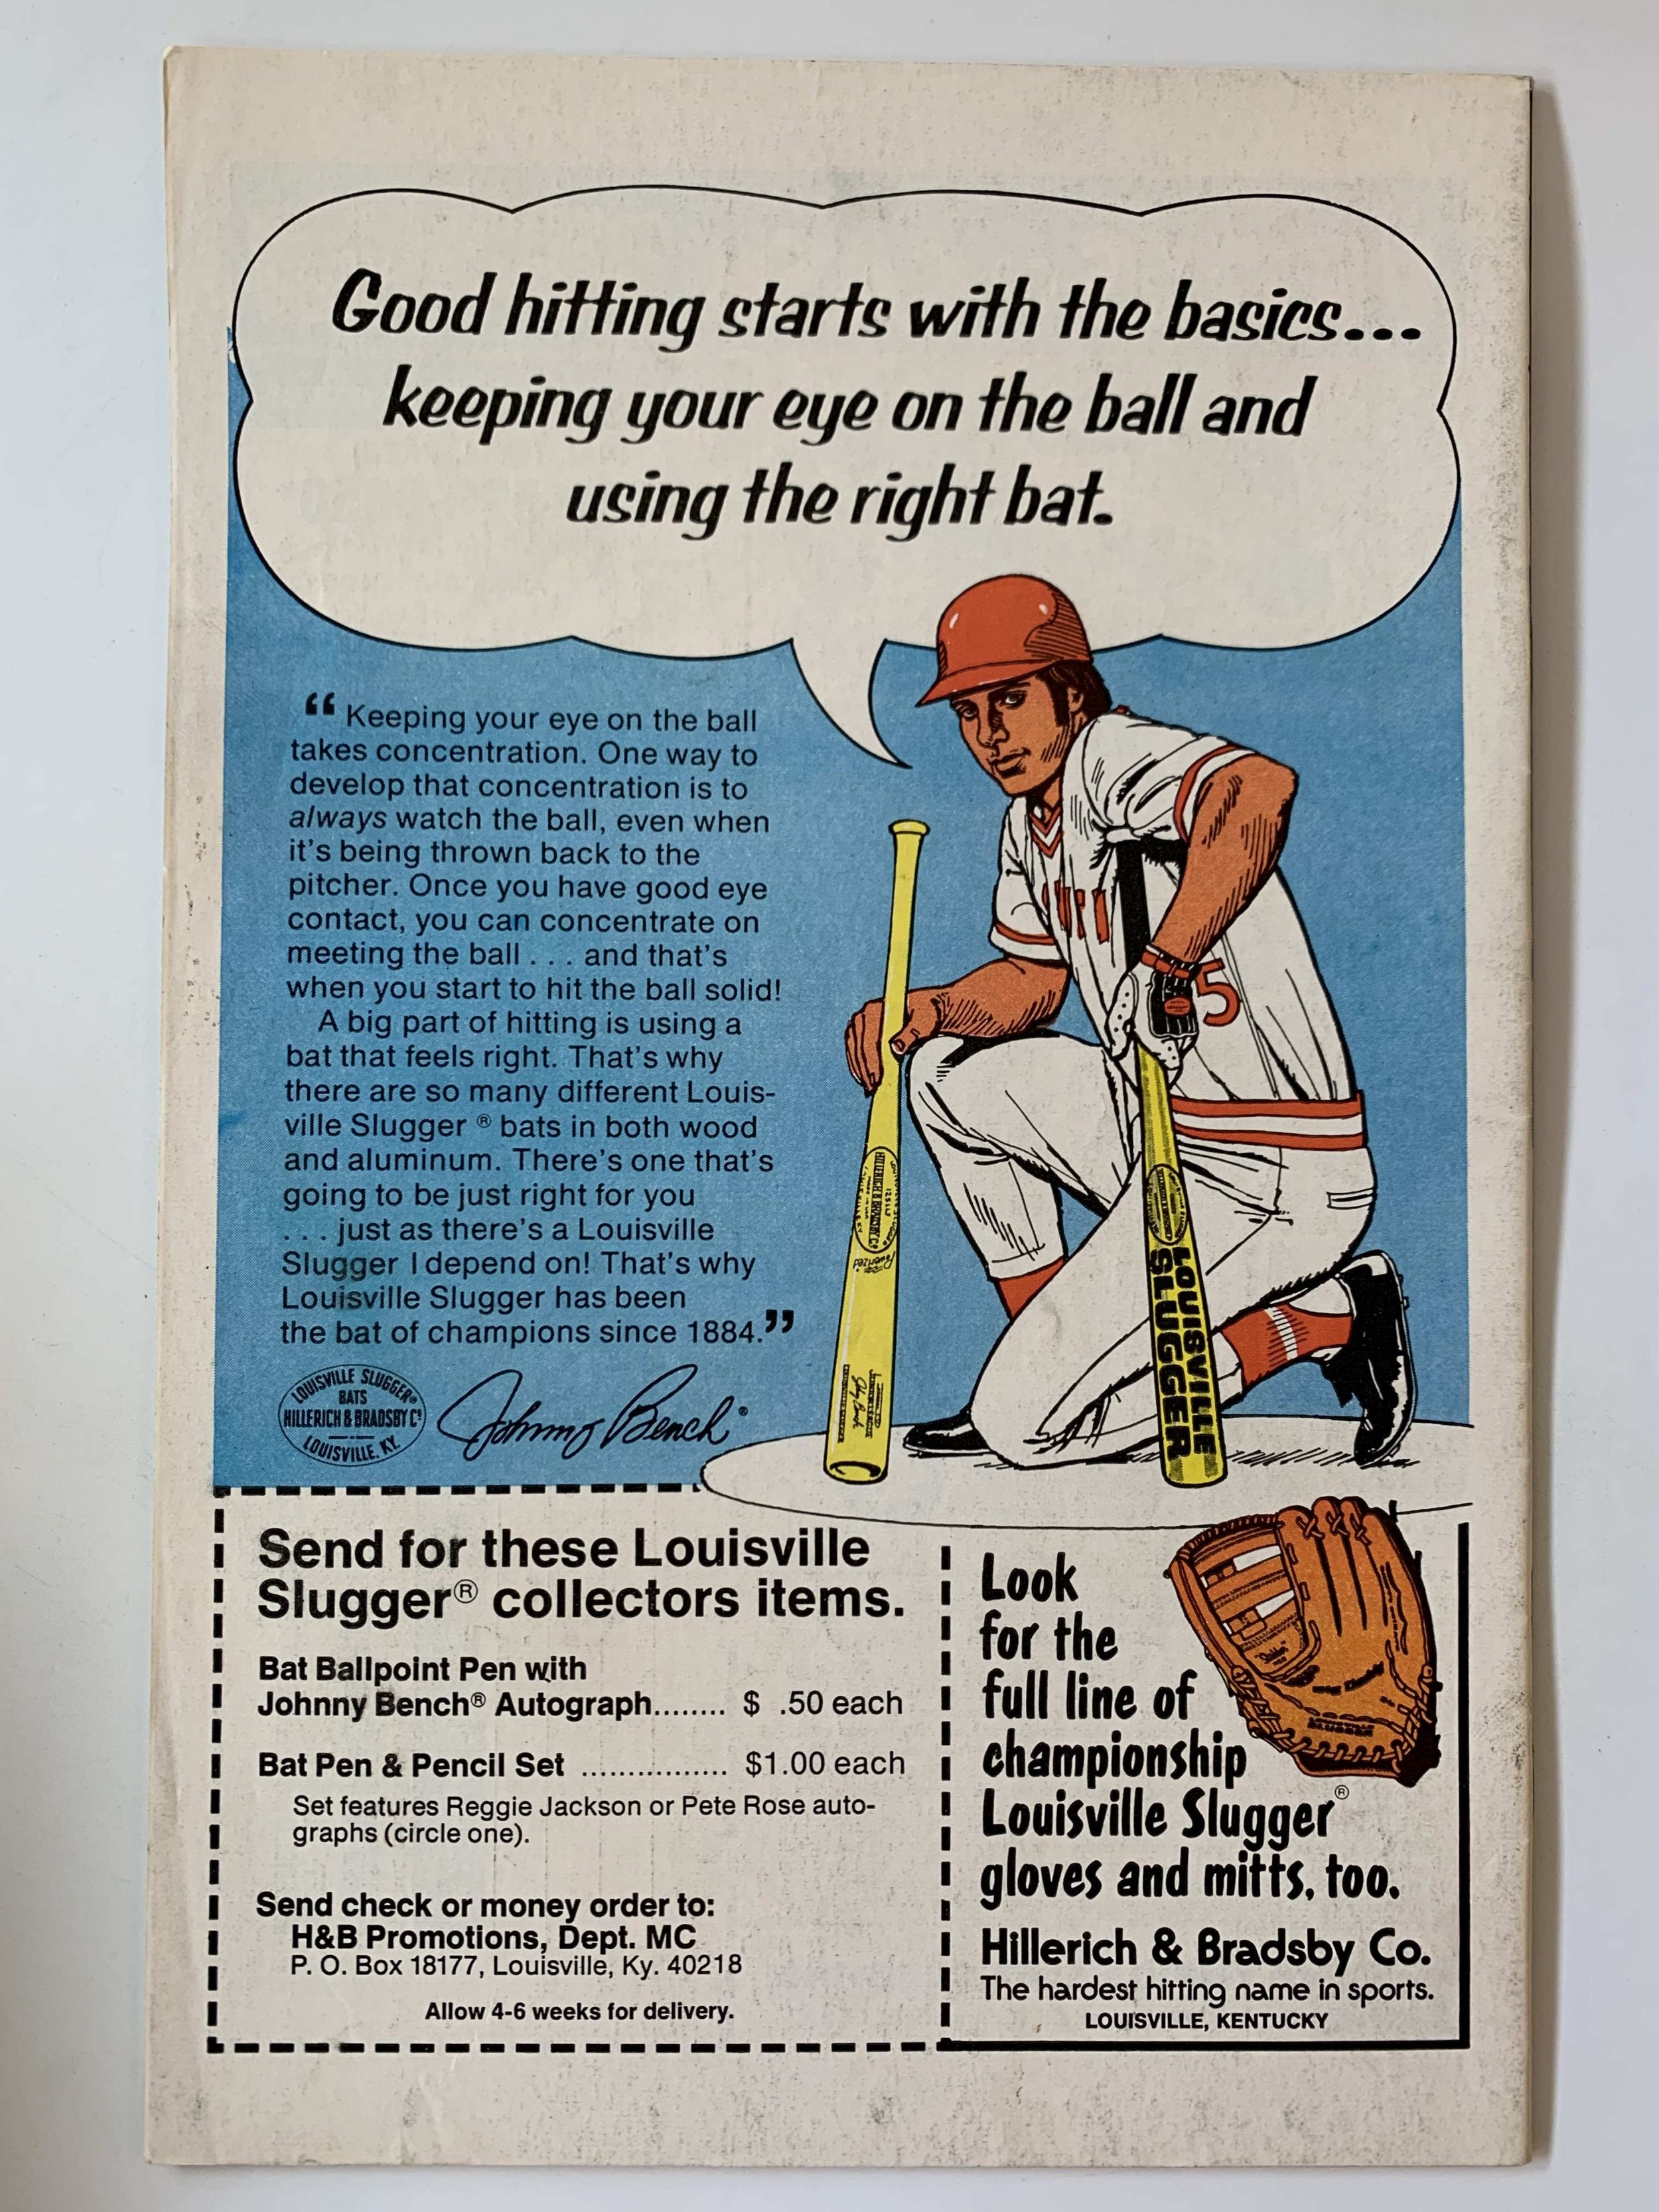 Good hitting starts with the basics...
keeping your eye on the ball and
using the right bat.
“ Keeping your eye on the ball
takes concentration. One way to
develop that concentration is to
always watch the ball, even when
it's being thrown back to the
pitcher. Once you have good eye
contact, you can concentrate on
meeting the ball . . . and that's
when you start to hit the ball solid!
A big part of hitting is using a
bat that feels right. That's why
there are so many different Louis-
ville Slugger ® bats in both wood
and aluminum. There's one that's
going to be just right for you
. . . just as there's a Louisville
Slugger I depend on! That's why
Louisville Slugger has been
the bat of champions since 1884.”
LOUISVILLE SLUGGER®
BATS
HILLERICH & BRADSBY Cº
LOUISVILLE. KY.
Johnny Bench ®
5
HILLERICH & BRADSBY Cº
Powerized
LOUISVILLE
SLUGGER
Send for these Louisville
Slugger® collectors items.
Bat Ballpoint Pen with
Johnny Bench® Autograph........ $ .50 each
Bat Pen & Pencil Set ................ $1.00 each
Set features Reggie Jackson or Pete Rose auto-
graphs (circle one).
Send check or money order to:
H&B Promotions, Dept. MC
P. O. Box 18177, Louisville, Ky. 40218
Allow 4-6 weeks for delivery.
Look
for the
full line of
championship
Louisville Slugger®
gloves and mitts, too.
Hillerich & Bradsby Co.
The hardest hitting name in sports.
LOUISVILLE, KENTUCKY